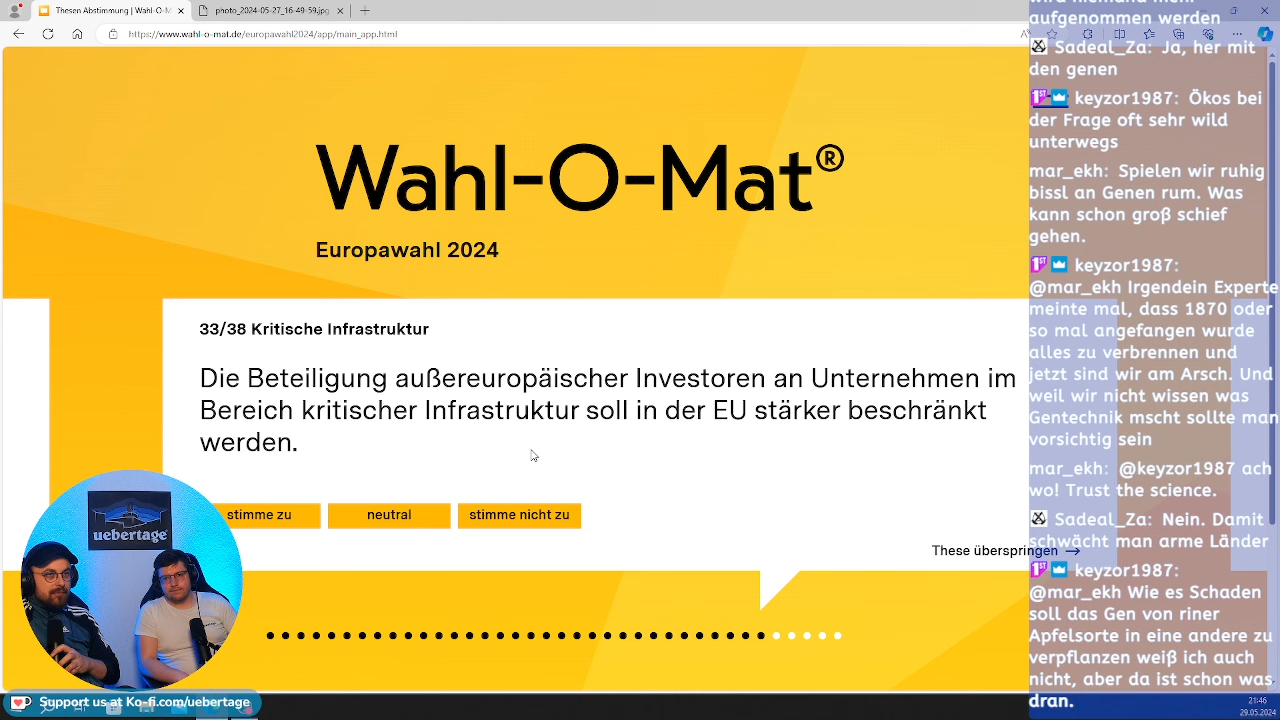 Thesen Abstimmung | Wahl-O-M
photo_2024-05-27_16-49-59.jpg
https://www.wahl-o-mat.de/europawahl2024/app/main_app.html
Wahl-O-Mat®
Europawahl 2024
33/38 Kritische Infrastruktur
Die Beteiligung außereuropäischer Investoren an Unternehmen im
Bereich kritischer Infrastruktur soll in der EU stärker beschränkt
werden.
stimme zu
neutral
stimme nicht zu
These überspringen →
uebertage
Support us at Ko-fi.com/uebertage
aufgenommen werden
Sadeal_Za: Ja, her mit
den genen
1ST keyzor1987: Ökos bei
der Frage oft sehr wild
unterwegs
mar_ekh: Spielen wir ruhig
bissl an Genen rum. Was
kann schon groß schief
gehen.
1ST keyzor1987:
@mar_ekh Irgendein Experte
meinte mal, dass 1870 oder
so mal angefangen wurde
alles zu verbrennen und
jetzt sind wir am Arsch. Und
weil wir nicht wissen was
Gentechnik mscht sollte man
vorsichtig sein
mar_ekh: @keyzor1987 ach
wo! Trust the science.
Sadeal_Za: Nein. Damit
schwächt man arme Länder
1ST keyzor1987:
@mar_ekh Wie es Schaden
soll das Gen von riner
Apfelsorte in eine andere zu
verpflanzen weiß ich auch
nicht, aber da ist schon was
dran.
21:46
29.05.2024